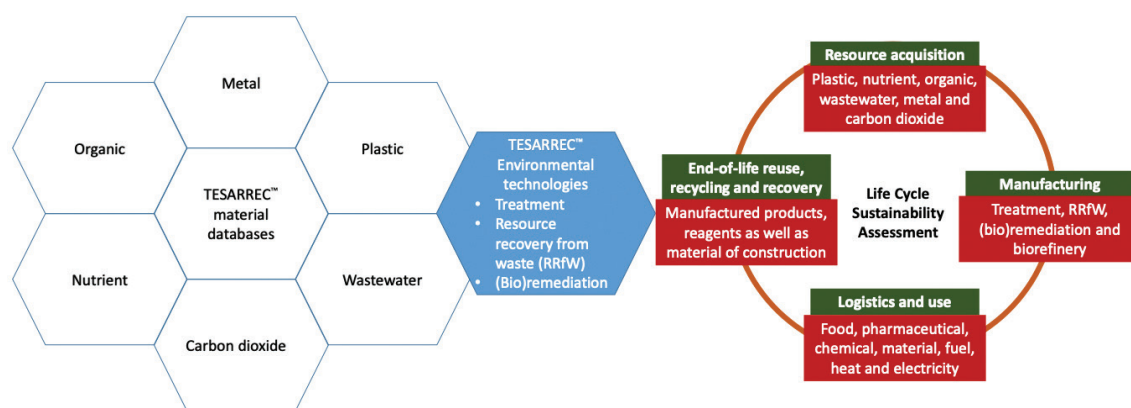 Metal
Organic
Plastic
TESARREC™
material
databases
Nutrient
Wastewater
Carbon dioxide
TESARREC™
Environmental
technologies
• Treatment
• Resource
recovery from
waste (RRfW)
• (Bio)remediation
Resource acquisition
Plastic, nutrient, organic,
wastewater, metal and
carbon dioxide
End-of-life reuse,
recycling and recovery
Manufactured products,
reagents as well as
material of construction
Life Cycle
Sustainability
Assessment
Manufacturing
Treatment, RRfW,
(bio)remediation and
biorefinery
Logistics and use
Food, pharmaceutical,
chemical, material, fuel,
heat and electricity